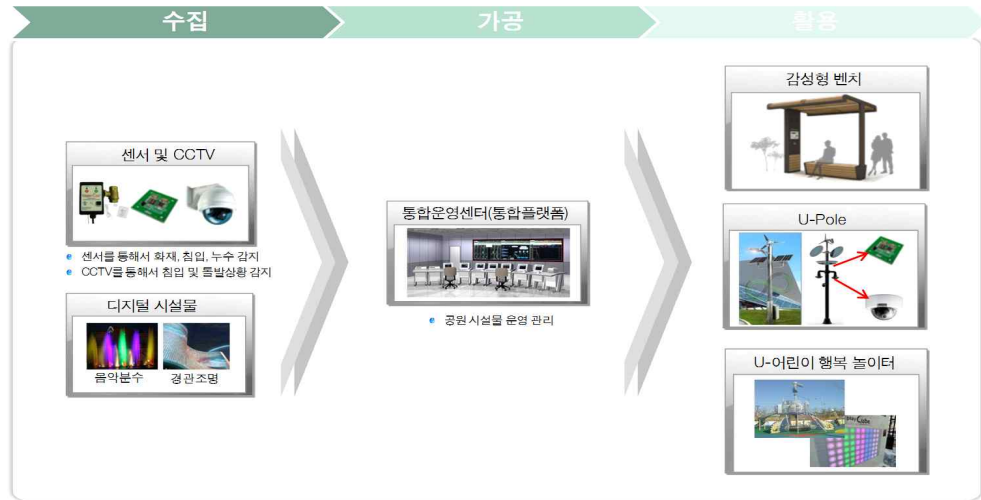 수집
가공
활용
센서 및 CCTV
센서를 통해서 화재, 침입, 누수 감지
CCTV를 통해서 침입 및 돌발상황 감지
디지털 시설물
음악분수
경관조명
통합운영센터(통합플랫폼)
공원 시설물 운영 관리
감성형 벤치
U-Pole
U-어린이 행복 놀이터